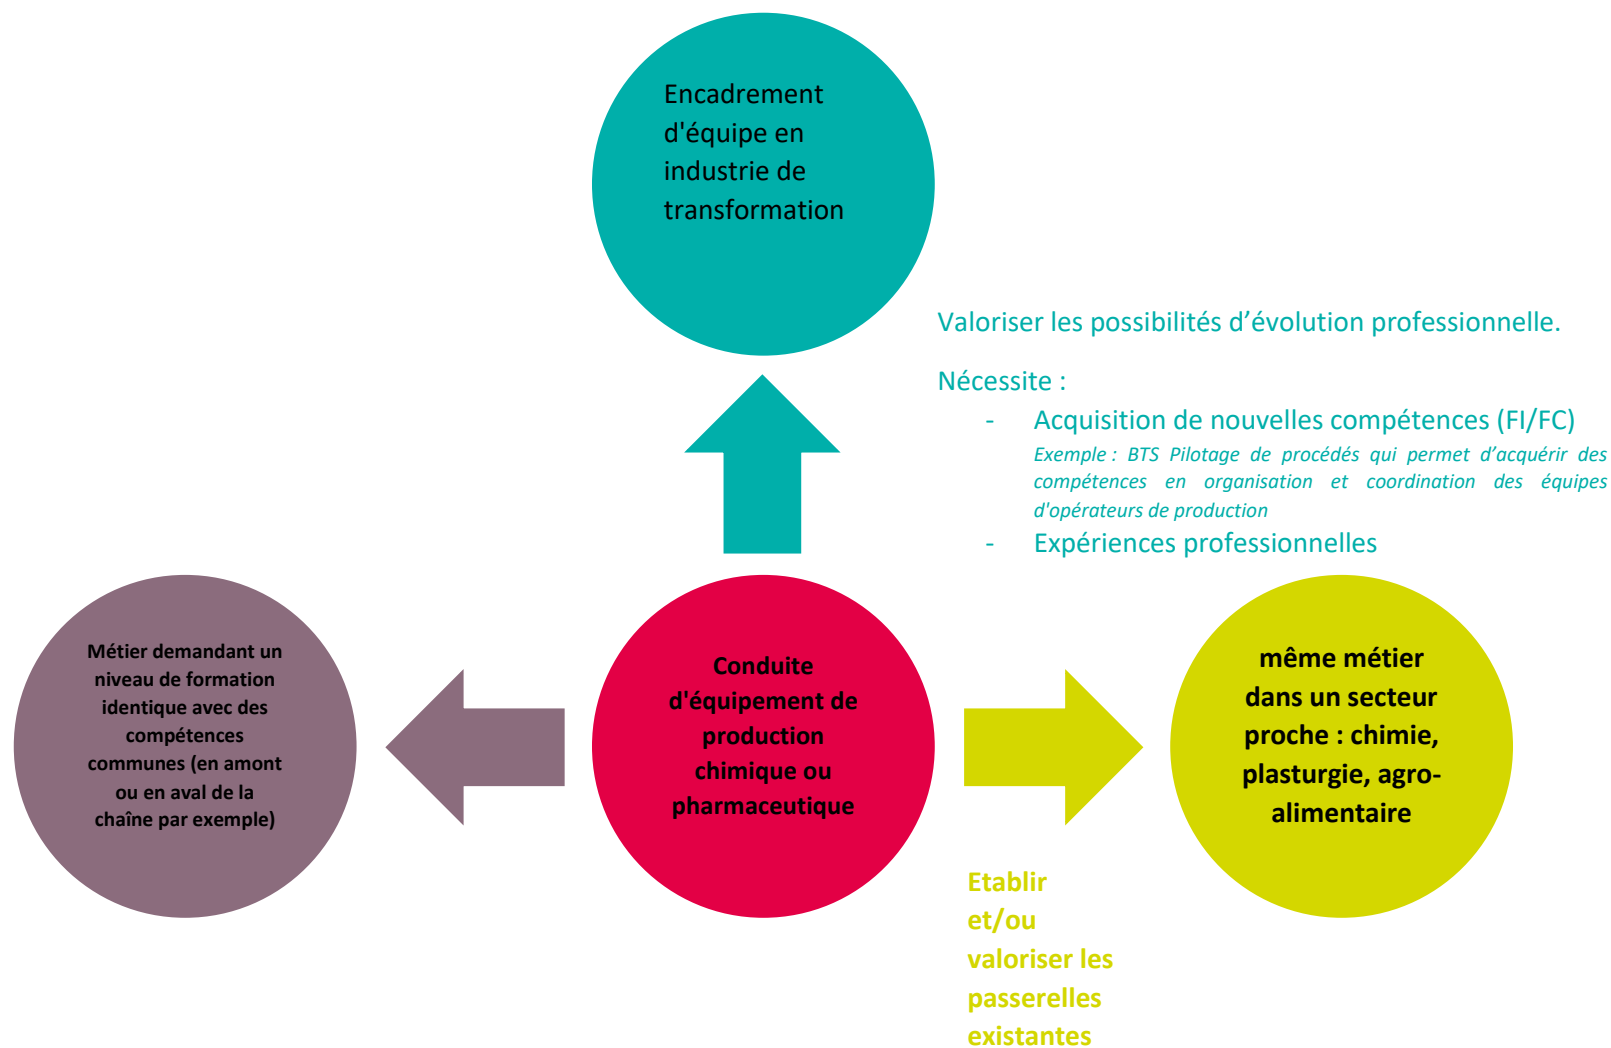 Encadrement
d'équipe en
industrie de
transformation
Valoriser les possibilités d’évolution professionnelle.
Nécessite :
- Acquisition de nouvelles compétences (FI/FC)
Exemple : BTS Pilotage de procédés qui permet d’acquérir des
compétences en organisation et coordination des équipes
d'opérateurs de production
- Expériences professionnelles
Métier demandant un
niveau de formation
identique avec des
compétences
communes (en amont
ou en aval de la
chaîne par exemple)
Conduite
d'équipement de
production
chimique ou
pharmaceutique
même métier
dans un secteur
proche : chimie,
plasturgie, agro-
alimentaire
Etablir
et/ou
valoriser les
passerelles
existantes